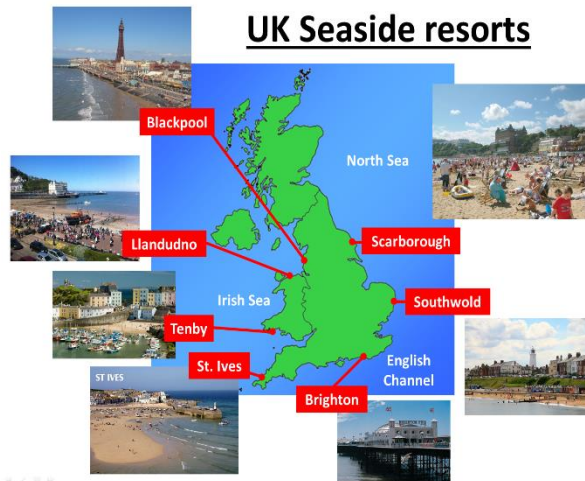 UK Seaside resorts
Blackpool
North Sea
Llandudno
Scarborough
Irish Sea
Southwold
Tenby
St. Ives
English
Channel
Brighton
ST IVES